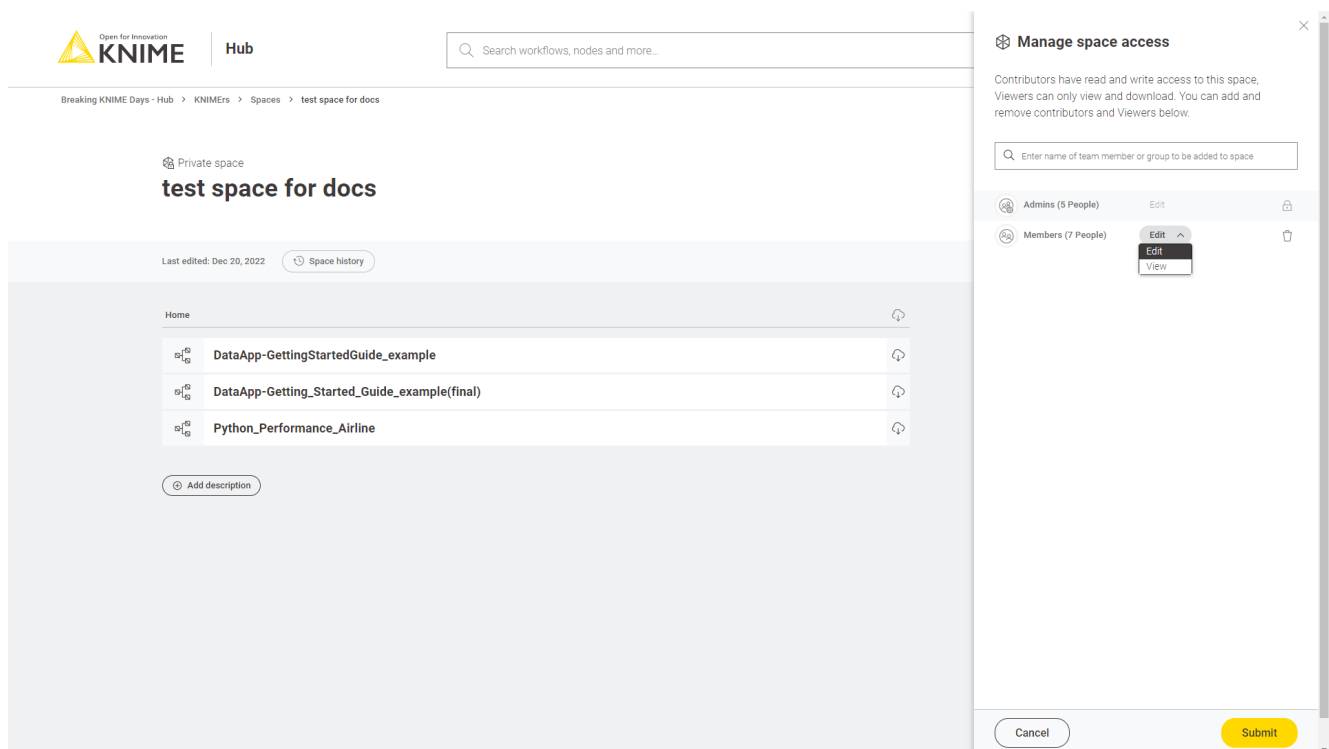 Open for Innovation
KNIME
Hub
Search workflows, nodes and more...
Breaking KNIME Days - Hub > KNIMErs > Spaces > test space for docs
Private space
test space for docs
Last edited: Dec 20, 2022
Space history
Home
DataApp-GettingStartedGuide_example
DataApp-Getting_Started_Guide_example(final)
Python_Performance_Airline
Add description
Manage space access
Contributors have read and write access to this space,
Viewers can only view and download. You can add and
remove contributors and Viewers below.
Enter name of team member or group to be added to space
Admins (5 People) Edit
Members (7 People) Edit
Edit
View
Cancel
Submit